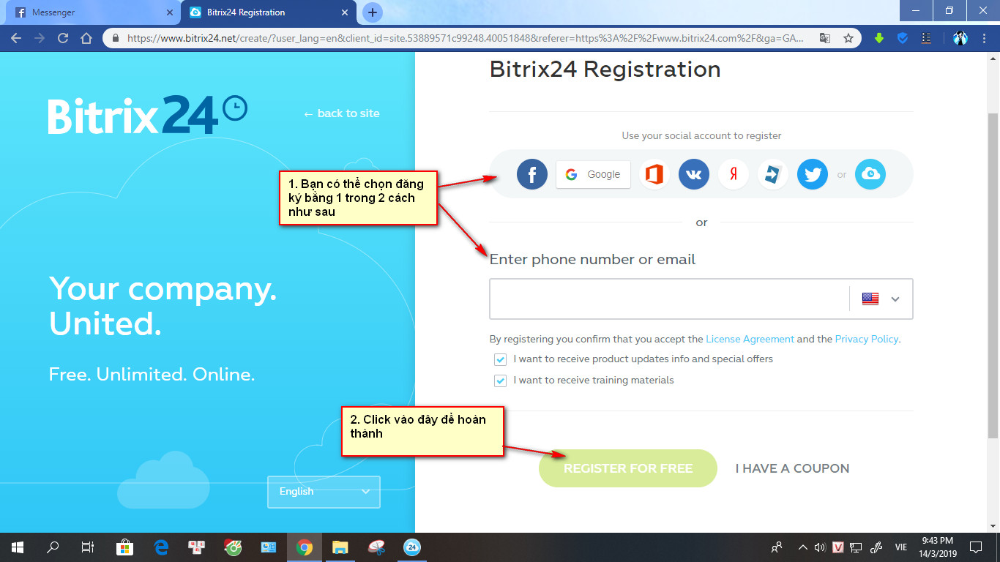 Messenger
Bitrix24 Registration
https://www.bitrix24.net/create/?user_lang=en&client_id=site.53889571c99248.40051848&referer=https%3A%2F%2Fwww.bitrix24.com%2F&ga=GA...
Bitrix24
← back to site
Your company.
United.
Free. Unlimited. Online.
English
Bitrix24 Registration
Use your social account to register
Google
or
1. Bạn có thể chọn đăng
ký bằng 1 trong 2 cách
như sau
or
Enter phone number or email
By registering you confirm that you accept the License Agreement and the Privacy Policy.
I want to receive product updates info and special offers
I want to receive training materials
2. Click vào đây để hoàn
thành
REGISTER FOR FREE
I HAVE A COUPON
24
VIE
9:43 PM
14/3/2019